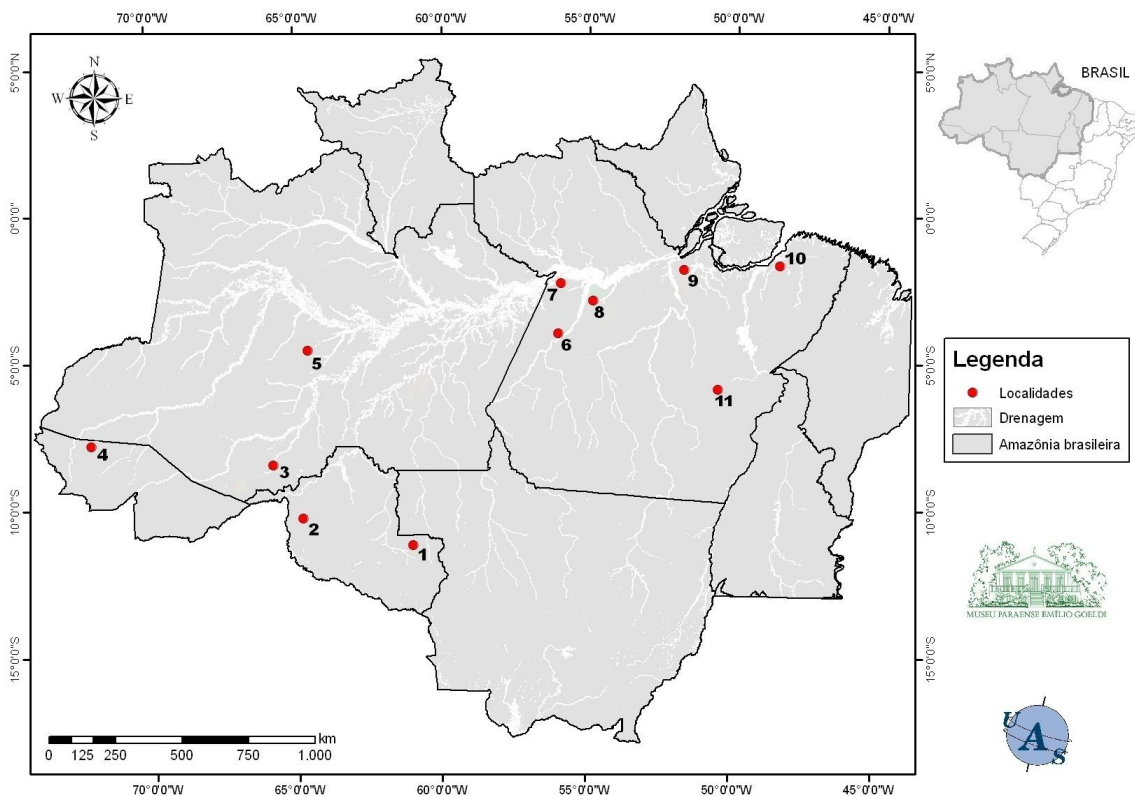 70°0'0"W 65°0'0"W 60°0'0"W 55°0'0"W 50°0'0"W 45°0'0"W
5°0'0"N
0°0'0"
5°0'0"S
10°0'0"S
15°0'0"S
N
W E
S
1
2
3
4
5
6
7
8
9
10
11
km
0 125 250 500 750 1.000
70°0'0"W 65°0'0"W 60°0'0"W 55°0'0"W 50°0'0"W 45°0'0"W
5°0'0"N
0°0'0"
5°0'0"S
10°0'0"S
15°0'0"S
BRASIL
Legenda
Localidades
Drenagem
Amazônia brasileira
MUSEU PARAENSE EMÍLIO GOELDI
UAS